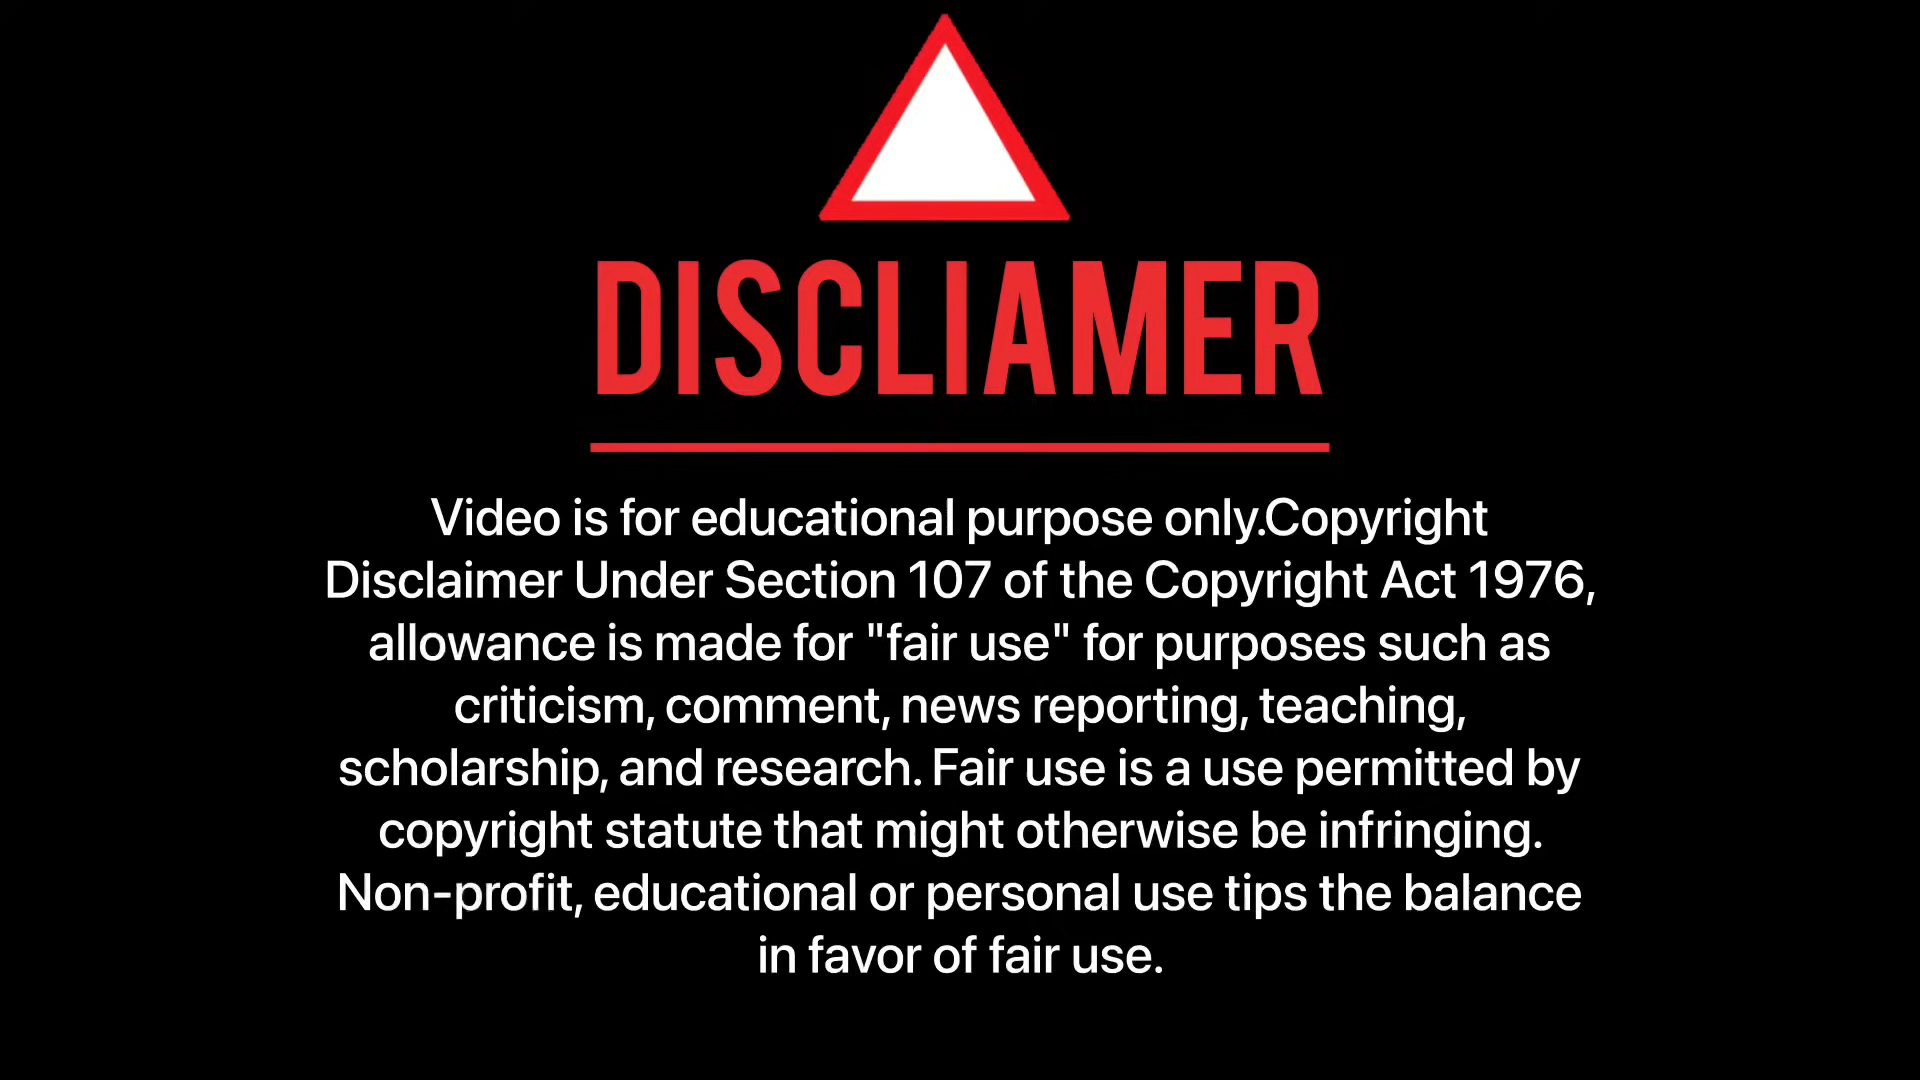 DISCLIAMER
Video is for educational purpose only.Copyright
Disclaimer Under Section 107 of the Copyright Act 1976,
allowance is made for "fair use" for purposes such as
criticism, comment, news reporting, teaching,
scholarship, and research. Fair use is a use permitted by
copyright statute that might otherwise be infringing.
Non-profit, educational or personal use tips the balance
in favor of fair use.